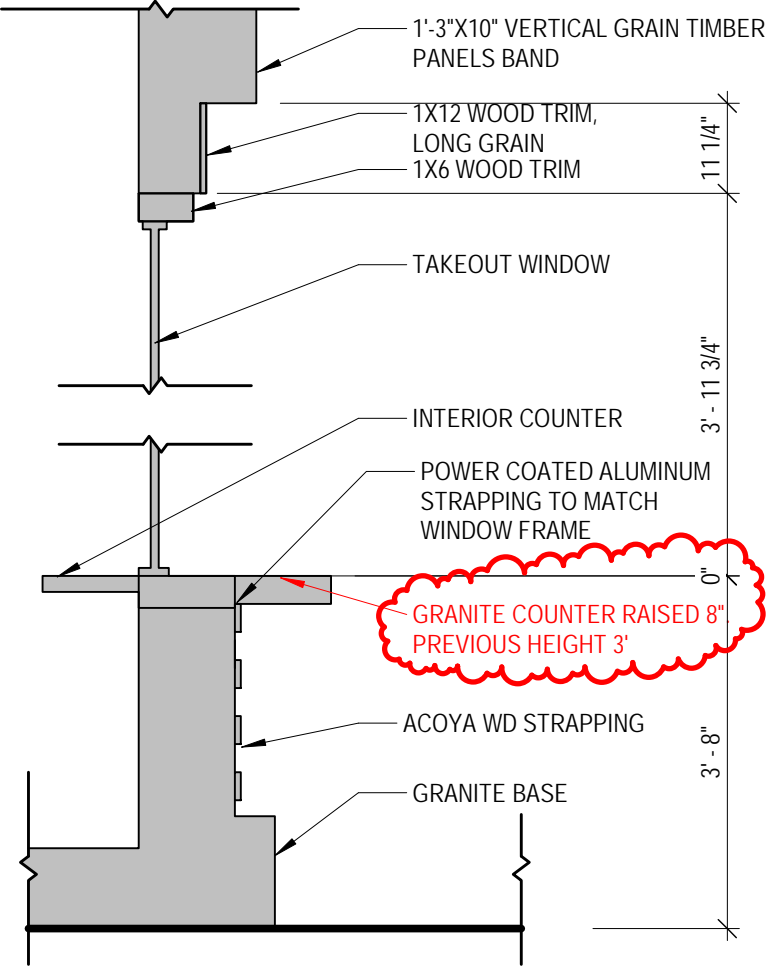 1'-3"X10" VERTICAL GRAIN TIMBER
PANELS BAND
1X12 WOOD TRIM,
LONG GRAIN
1X6 WOOD TRIM
11 1/4"
TAKEOUT WINDOW
3' - 11 3/4"
INTERIOR COUNTER
POWER COATED ALUMINUM
STRAPPING TO MATCH
WINDOW FRAME
0"
GRANITE COUNTER RAISED 8".
PREVIOUS HEIGHT 3'
ACOYA WD STRAPPING
3' - 8"
GRANITE BASE